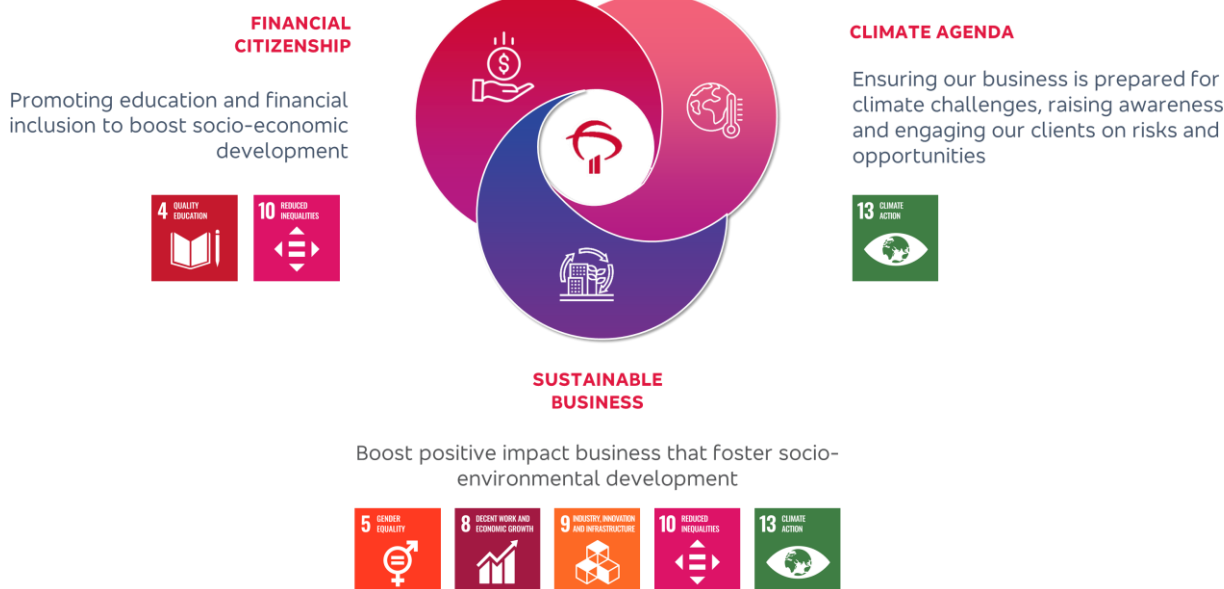 FINANCIAL
CITIZENSHIP
Promoting education and financial
inclusion to boost socio-economic
development
4 QUALITY
EDUCATION
10 REDUCED
INEQUALITIES
$
CLIMATE AGENDA
Ensuring our business is prepared for
climate challenges, raising awareness
and engaging our clients on risks and
opportunities
13 CLIMATE
ACTION
SUSTAINABLE
BUSINESS
Boost positive impact business that foster socio-
environmental development
5 GENDER
EQUALITY
8 DECENT WORK AND
ECONOMIC GROWTH
9 INDUSTRY, INNOVATION
AND INFRASTRUCTURE
10 REDUCED
INEQUALITIES
13 CLIMATE
ACTION